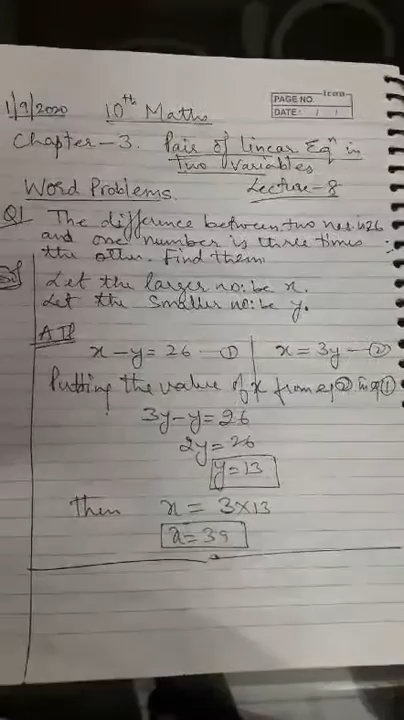 icon
PAGE NO.
DATE: / /
1/9/2020 10th Maths
Chapter-3. Pair of linear Eqn in
Two Variables
Word Problems. Lecture-8
Q1 The difference between two nos is 26
and one number is three times
the other. Find them.
Sol Let the larger no: be x.
Let the smaller no: be y.
ATP
x-y=26 —① | x=3y—②
Putting the value of x from eq② in eq①
3y-y=26
2y=26
y=13
Then x = 3×13
x=39